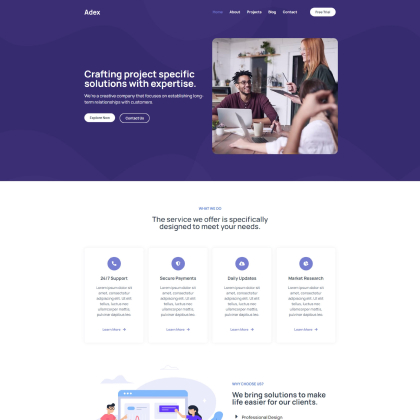 Adex
Home About Projects Blog Contact Free Trial
Crafting project specific
solutions with expertise.
We're a creative company that focuses on establishing long-
term relationships with customers.
Explore Now Contact Us
WHAT WE DO
The service we offer is specifically
designed to meet your needs.
24/7 Support Secure Payments Daily Updates Market Research
Lorem ipsum dolor sit Lorem ipsum dolor sit Lorem ipsum dolor sit Lorem ipsum dolor sit
amet, consectetur amet, consectetur amet, consectetur amet, consectetur
adipiscing elit. Ut elit adipiscing elit. Ut elit adipiscing elit. Ut elit adipiscing elit. Ut elit
tellus, luctus nec tellus, luctus nec tellus, luctus nec tellus, luctus nec
ullamcorper mattis, ullamcorper mattis, ullamcorper mattis, ullamcorper mattis,
pulvinar dapibus leo. pulvinar dapibus leo. pulvinar dapibus leo. pulvinar dapibus leo.
Learn More Learn More Learn More Learn More
WHY CHOOSE US?
We bring solutions to make
life easier for our clients.
Professional Design